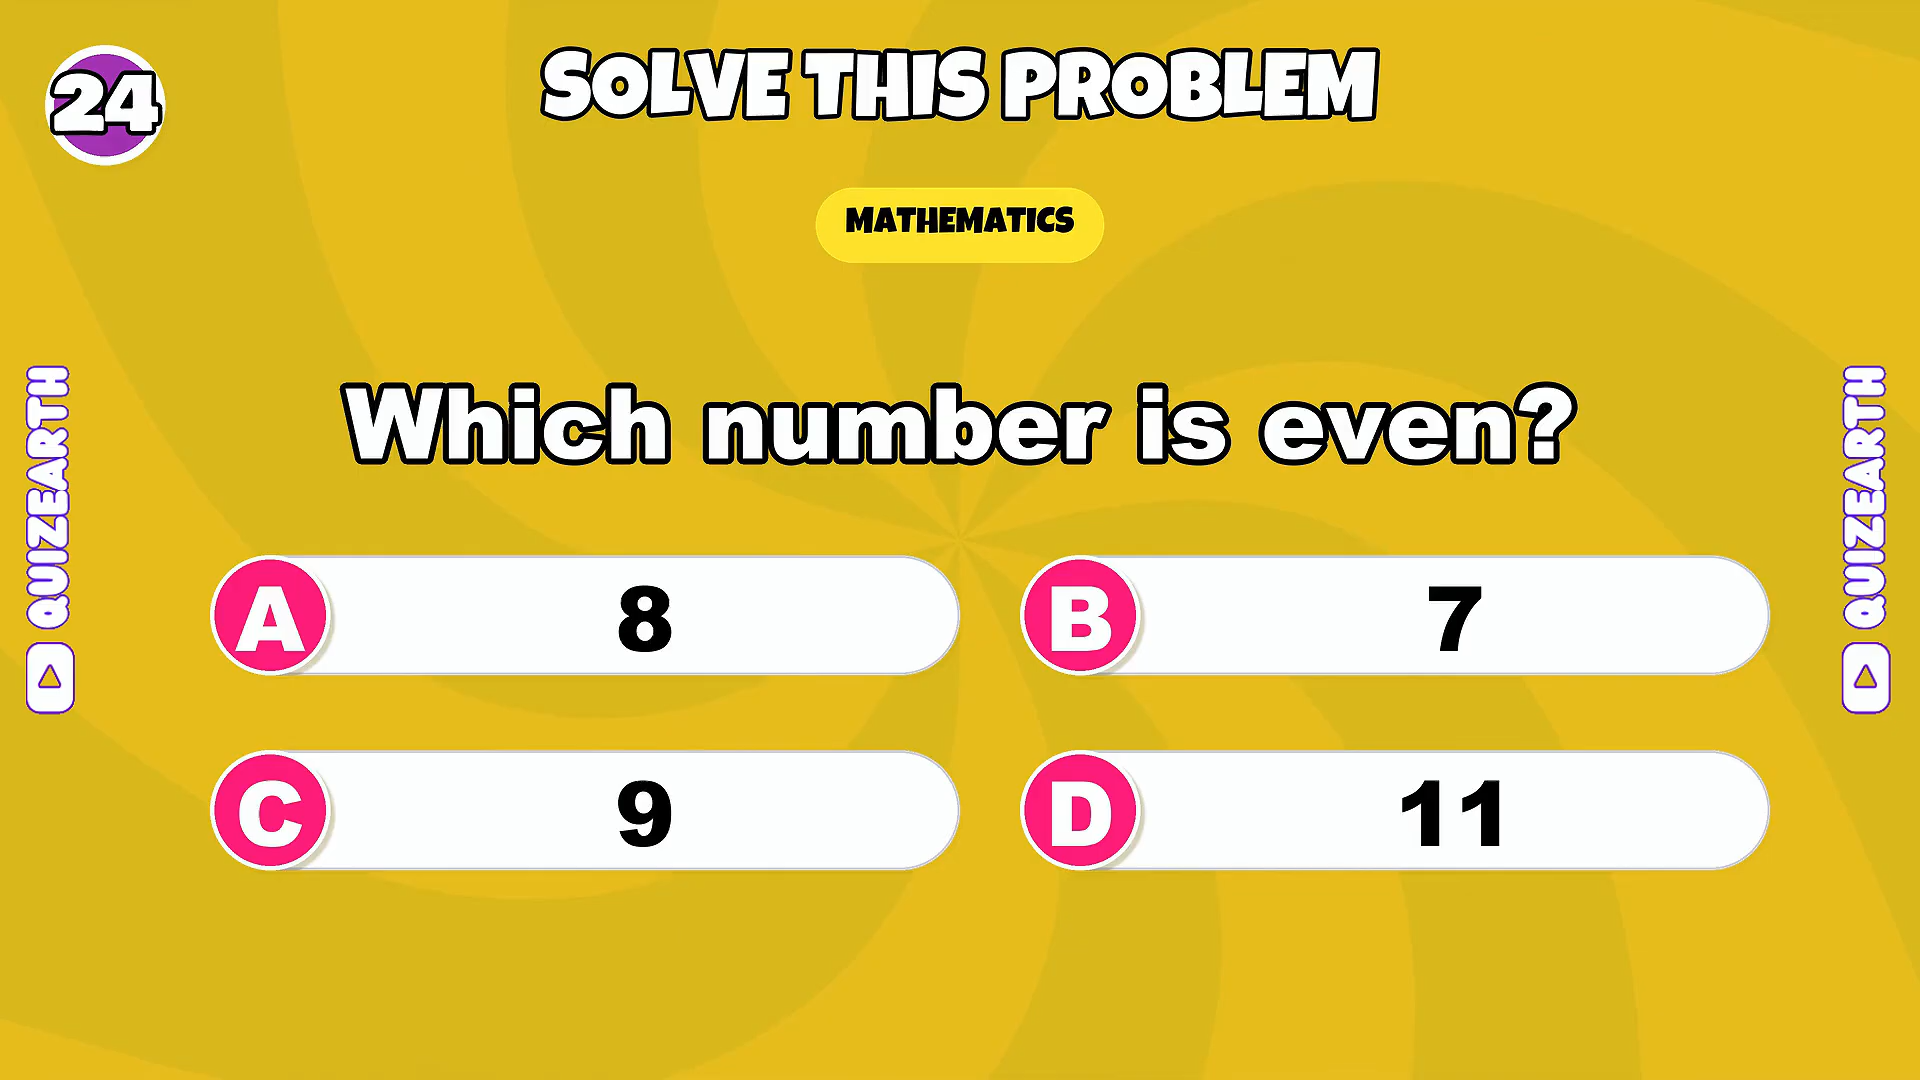 24
SOLVE THIS PROBLEM
MATHEMATICS
Which number is even?
A 8
B 7
C 9
D 11
QUIZEARTH
QUIZEARTH